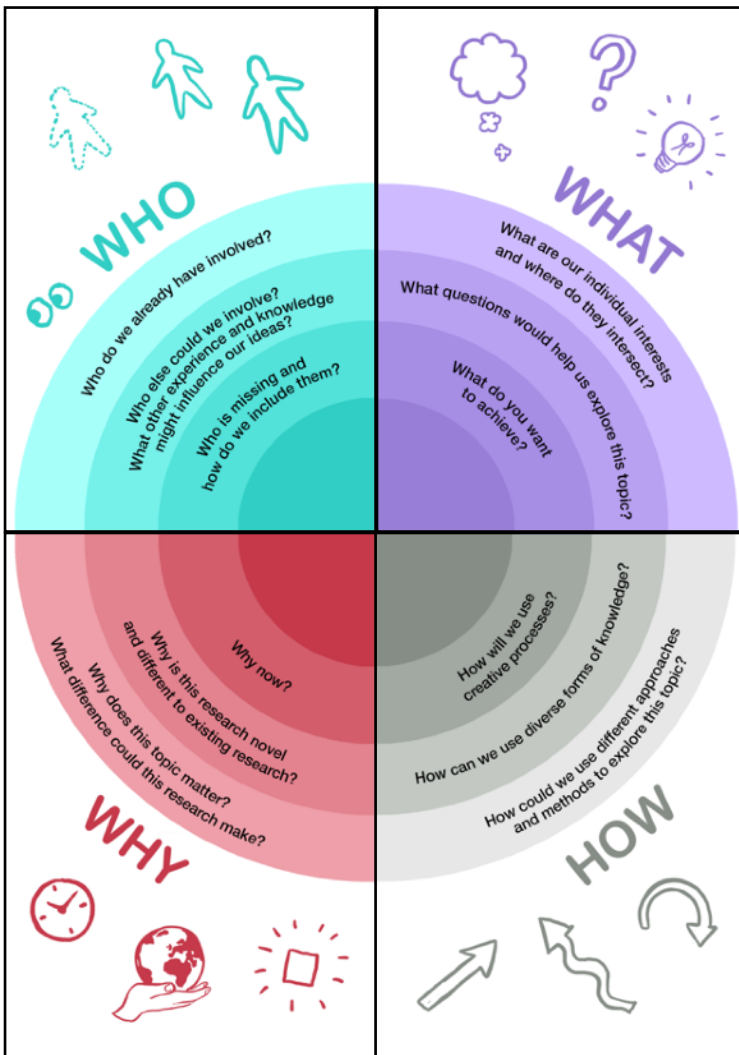 WHO
Who do we already have involved?
Who else could we involve?
What other experience and knowledge
might influence our ideas?
Who is missing and
how do we include them?
WHAT
What are our individual interests
and where do they intersect?
What questions would help us explore this topic?
What do you want
to achieve?
Why now?
Why is this research novel
and different to existing research?
Why does this topic matter?
What difference could this research make?
WHY
How will we use
creative processes?
How can we use diverse forms of knowledge?
How could we use different approaches
and methods to explore this topic?
HOW